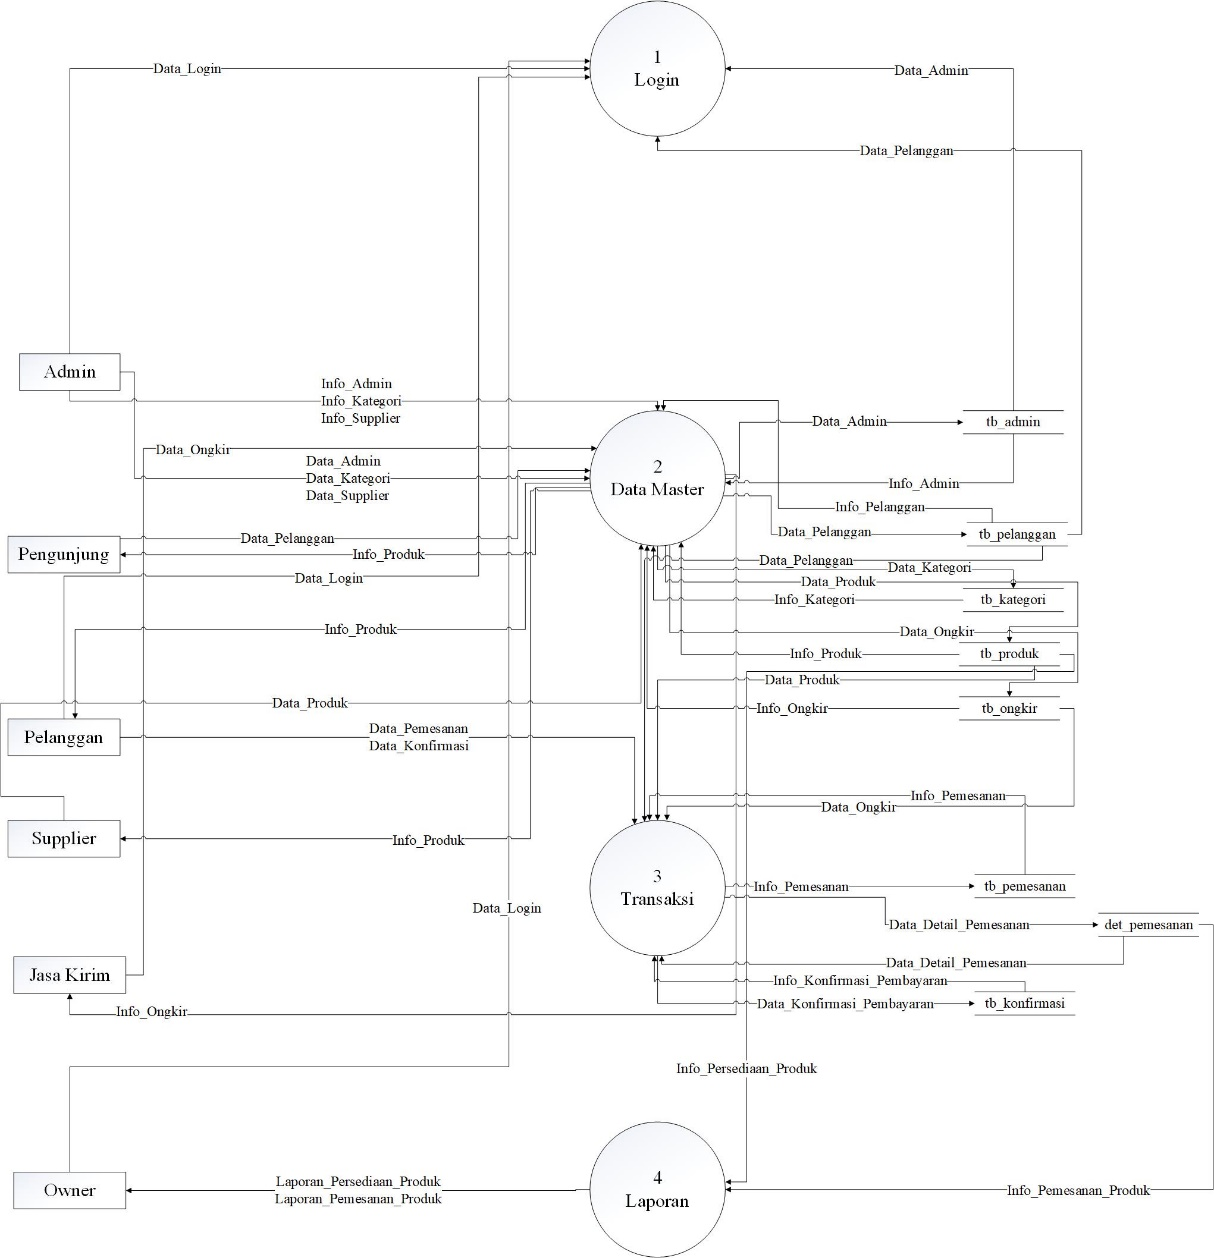 1
Login
Data_Login
Data_Admin
Data_Pelanggan
Admin
Info_Admin
Info_Kategori
Info_Supplier
2
Data Master
Data_Admin
tb_admin
Data_Ongkir
Data_Admin
Data_Kategori
Data_Supplier
Info_Admin
Info_Pelanggan
Data_Pelanggan
tb_pelanggan
Pengunjung
Data_Pelanggan
Info_Produk
Data_Pelanggan
Data_Kategori
Data_Login
Data_Produk
Info_Kategori
tb_kategori
Info_Produk
Data_Ongkir
Info_Produk
tb_produk
Data_Produk
Data_Produk
Info_Ongkir
tb_ongkir
Pelanggan
Data_Pemesanan
Data_Konfirmasi
Info_Pemesanan
Data_Ongkir
Supplier
Info_Produk
3
Transaksi
Info_Pemesanan
tb_pemesanan
Data_Login
Data_Detail_Pemesanan
det_pemesanan
Data_Detail_Pemesanan
Jasa Kirim
Info_Konfirmasi_Pembayaran
Data_Konfirmasi_Pembayaran
tb_konfirmasi
Info_Ongkir
Info_Persediaan_Produk
Owner
Laporan_Persediaan_Produk
Laporan_Pemesanan_Produk
4
Laporan
Info_Pemesanan_Produk